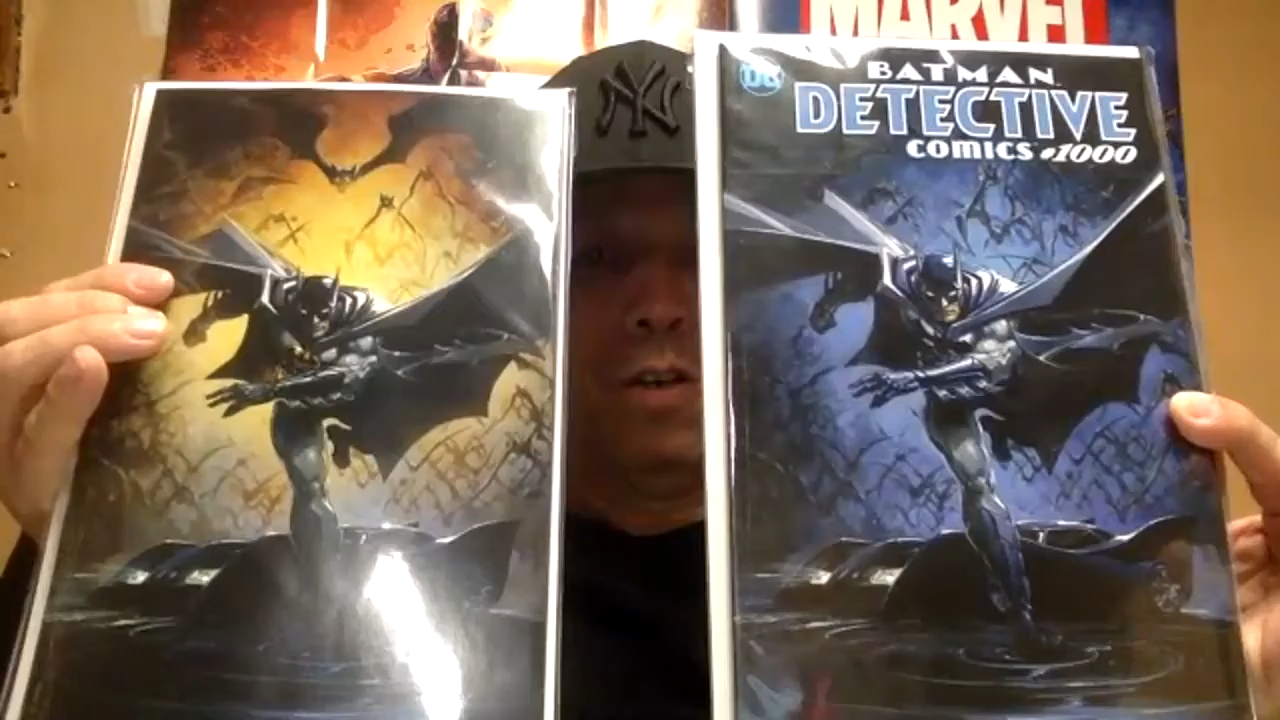 MARVEL
NY
DC
BATMAN
DETECTIVE
COMICS #1000